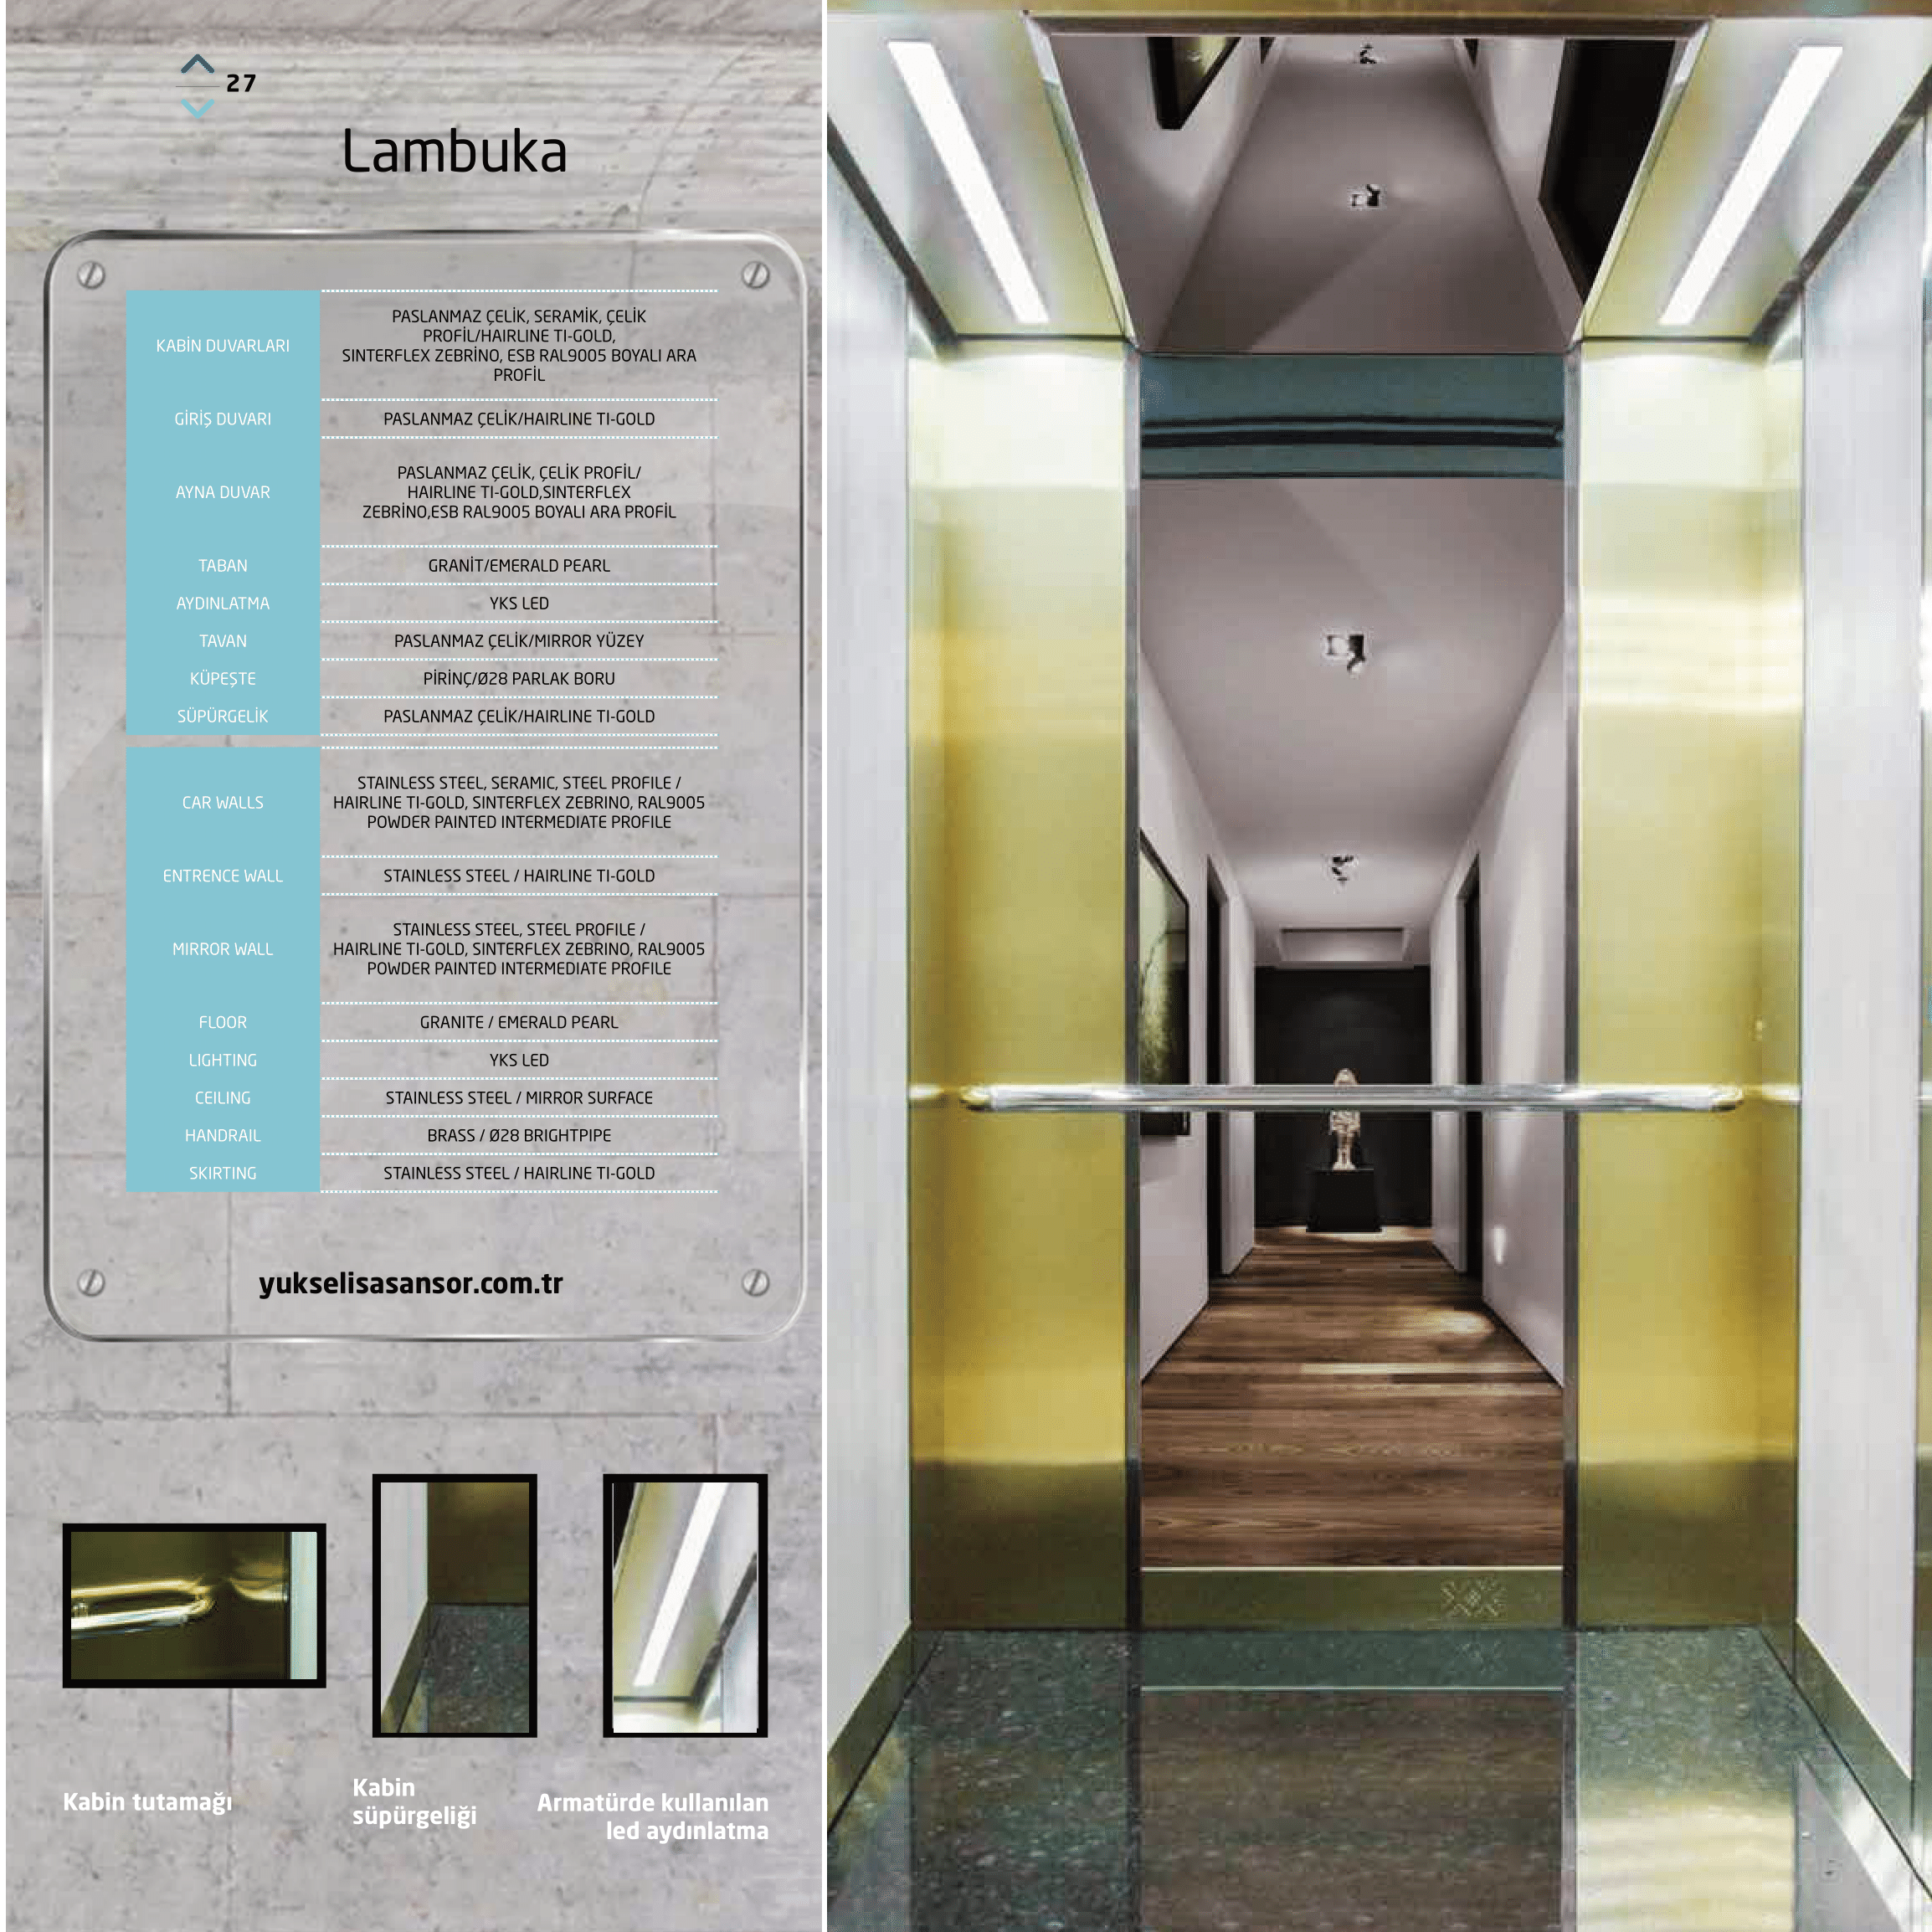 27
Lambuka
KABİN DUVARLARI
PASLANMAZ ÇELİK, SERAMİK, ÇELİK
PROFİL/HAIRLINE TI-GOLD,
SINTERFLEX ZEBRİNO, ESB RAL9005 BOYALI ARA
PROFİL
GİRİŞ DUVARI
PASLANMAZ ÇELİK/HAIRLINE TI-GOLD
AYNA DUVAR
PASLANMAZ ÇELİK, ÇELİK PROFİL/
HAIRLINE TI-GOLD,SINTERFLEX
ZEBRİNO,ESB RAL9005 BOYALI ARA PROFİL
TABAN
GRANİT/EMERALD PEARL
AYDINLATMA
YKS LED
TAVAN
PASLANMAZ ÇELİK/MIRROR YÜZEY
KÜPEŞTE
PİRİNÇ/Ø28 PARLAK BORU
SÜPÜRGELİK
PASLANMAZ ÇELİK/HAIRLINE TI-GOLD
CAR WALLS
STAINLESS STEEL, SERAMIC, STEEL PROFILE /
HAIRLINE TI-GOLD, SINTERFLEX ZEBRINO, RAL9005
POWDER PAINTED INTERMEDIATE PROFILE
ENTRENCE WALL
STAINLESS STEEL / HAIRLINE TI-GOLD
MIRROR WALL
STAINLESS STEEL, STEEL PROFILE /
HAIRLINE TI-GOLD, SINTERFLEX ZEBRINO, RAL9005
POWDER PAINTED INTERMEDIATE PROFILE
FLOOR
GRANITE / EMERALD PEARL
LIGHTING
YKS LED
CEILING
STAINLESS STEEL / MIRROR SURFACE
HANDRAIL
BRASS / Ø28 BRIGHTPIPE
SKIRTING
STAINLESS STEEL / HAIRLINE TI-GOLD
yukselisasansor.com.tr
Kabin tutamağı
Kabin
süpürgeliği
Armatürde kullanılan
led aydınlatma